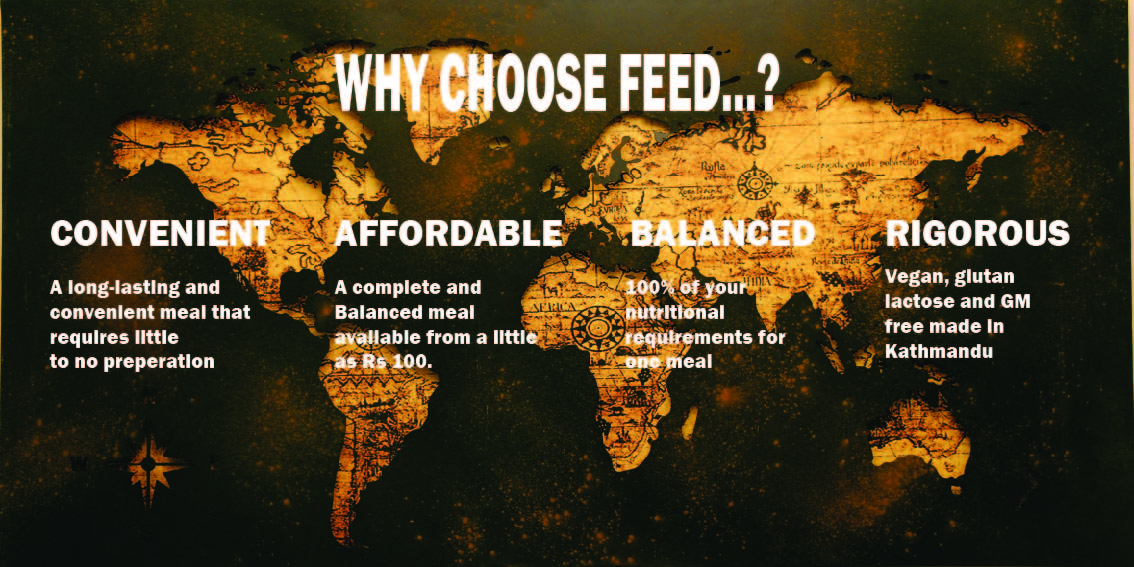 WHY CHOOSE FEED...?
CONVENIENT
A long-lasting and
convenient meal that
requires little
to no preperation
AFFORDABLE
A complete and
Balanced meal
available from a little
as Rs 100.
BALANCED
100% of your
nutritional
requirements for
one meal
RIGOROUS
Vegan, glutan
lactose and GM
free made in
Kathmandu
EVROPA
AFRICA
INDIA